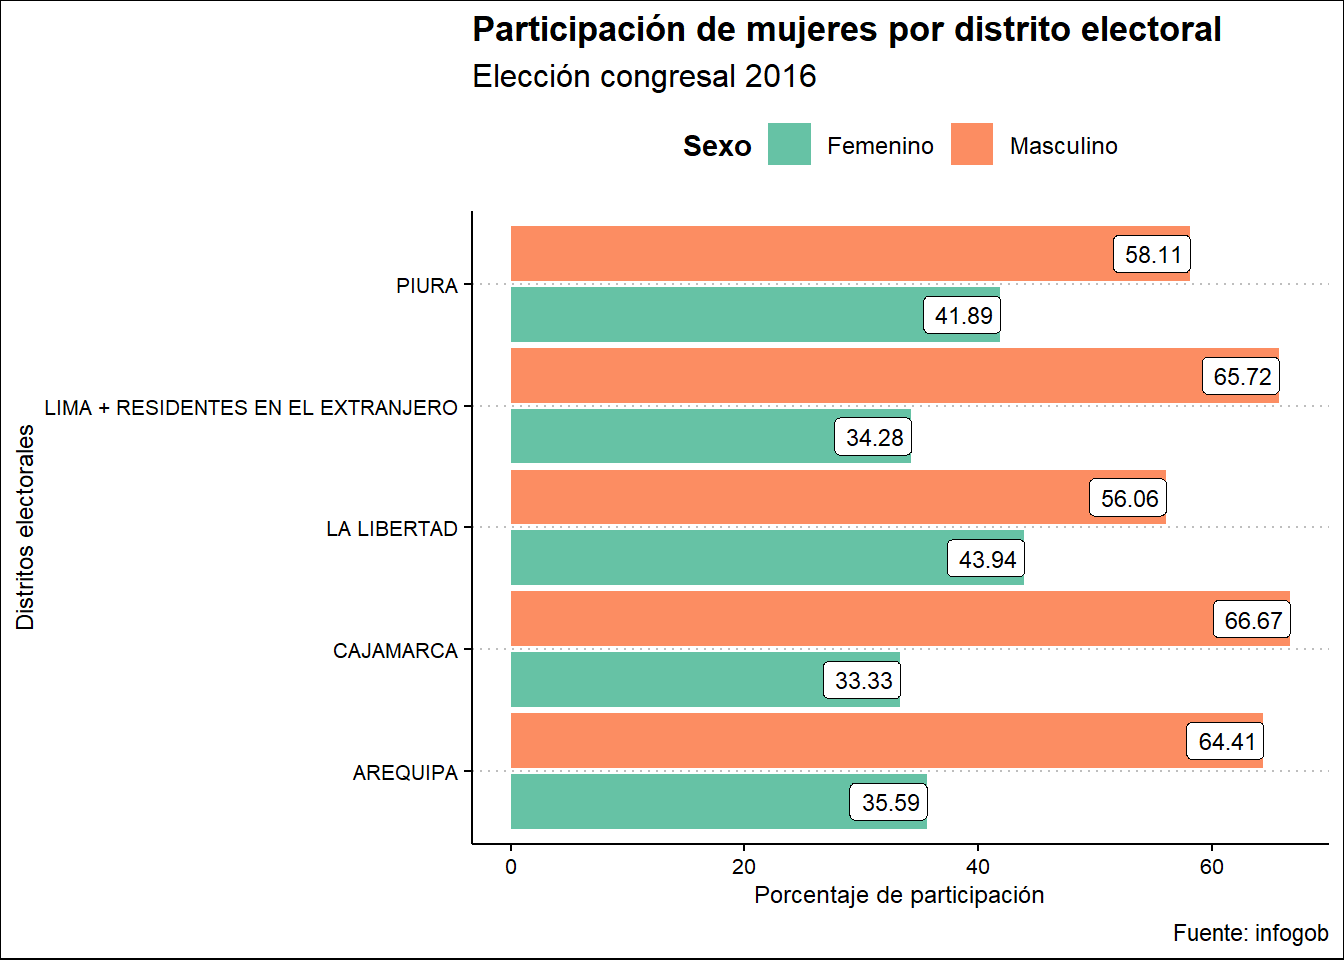 Participación de mujeres por distrito electoral
Elección congresal 2016
Sexo Femenino Masculino
58.11
PIURA
41.89
65.72
LIMA + RESIDENTES EN EL EXTRANJERO
34.28
56.06
LA LIBERTAD
43.94
66.67
CAJAMARCA
33.33
64.41
AREQUIPA
35.59
Distritos electorales
0 20 40 60
Porcentaje de participación
Fuente: infogob